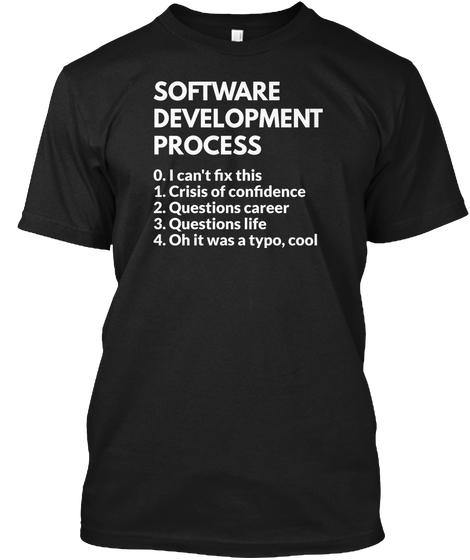 SOFTWARE
DEVELOPMENT
PROCESS
0. I can't fix this
1. Crisis of confidence
2. Questions career
3. Questions life
4. Oh it was a typo, cool